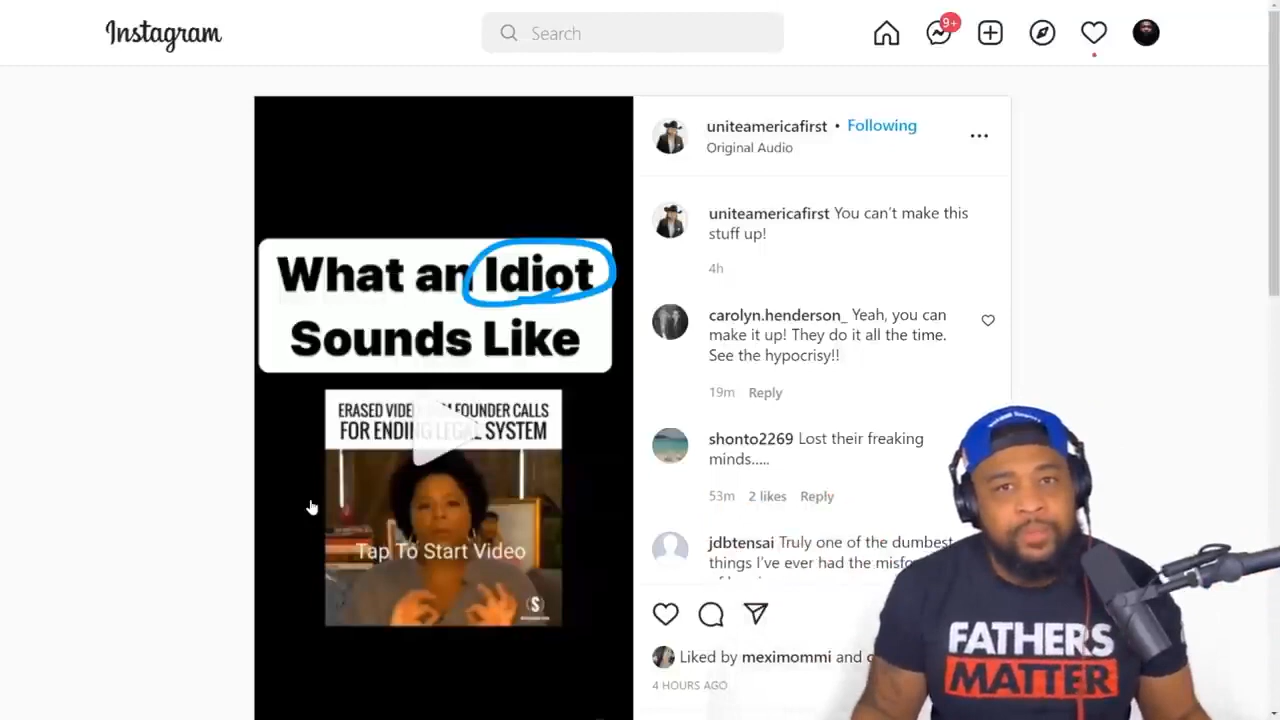 Instagram
Search
9+
What an Idiot
Sounds Like
FOUNDER CALLS
FOR ENDING LEGAL SYSTEM
Tap To Start Video
S
uniteamericafirst • Following
Original Audio
uniteamericafirst You can't make this
stuff up!
4h
carolyn.henderson_ Yeah, you can
make it up! They do it all the time.
See the hypocrisy!!
19m Reply
shonto2269 Lost their freaking
minds.....
53m 2 likes Reply
jdbtensai Truly one of the dumbest
things I've ever had the
Liked by meximommi and
4 HOURS AGO
FATHERS
MATTER